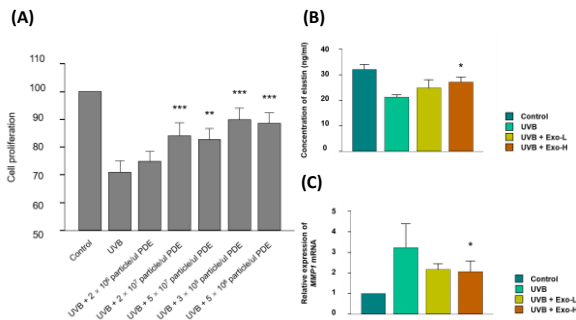 (A)
Cell proliferation
110
100
90
80
70
60
50
***
**
***
***
Control
UVB
UVB + 2 × 10⁶ particle/ul PDE
UVB + 2 × 10⁷ particle/ul PDE
UVB + 5 × 10⁷ particle/ul PDE
UVB + 3 × 10⁸ particle/ul PDE
UVB + 5 × 10⁸ particle/ul PDE
(B)
Concentration of elastin (ng/ml)
40
30
20
10
0
*
Control
UVB
UVB + Exo-L
UVB + Exo-H
(C)
Relative expression of
MMP1 mRNA
5
4
3
2
1
0
*
Control
UVB
UVB + Exo-L
UVB + Exo-H